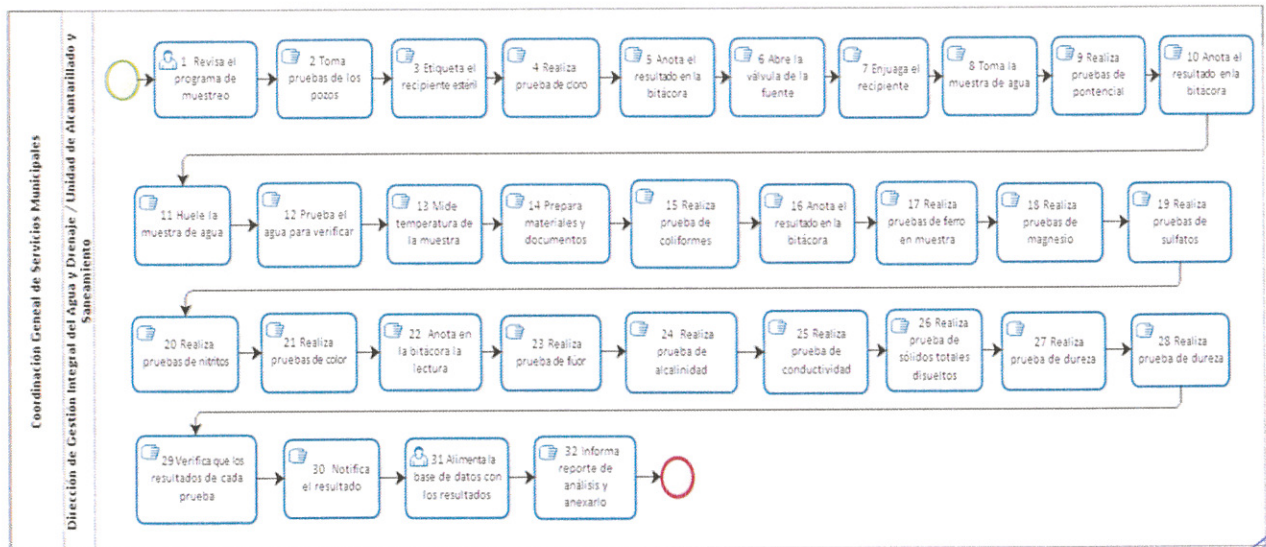 Coordinación Geneal de Servicios Municipales
Dirección de Gestión Integral del Agua y Drenaje / Unidad de Alcantarillado y
Saneamiento
1 Revisa el
programa de
muestreo
2 Toma
pruebas de los
pozos
3 Etiqueta el
recipiente estéril
4 Realiza
prueba de cloro
5 Anota el
resultado en la
bitácora
6 Abre la
válvula de la
fuente
7 Enjuaga el
recipiente
8 Toma la
muestra de agua
9 Realiza
pruebas de
pontencial
10 Anota el
resultado en la
bitacora
11 Huele la
muestra de agua
12 Prueba el
agua para verificar
13 Mide
temperatura de
la muestra
14 Prepara
materiales y
documentos
15 Realiza
prueba de
coliformes
16 Anota el
resultado en la
bitácora
17 Realiza
pruebas de ferro
en muestra
18 Realiza
pruebas de
magnesio
19 Realiza
pruebas de
sulfatos
20 Realiza
pruebas de nitritos
21 Realiza
pruebas de color
22 Anota en
la bitácora la
lectura
23 Realiza
prueba de flúor
24 Realiza
prueba de
alcalinidad
25 Realiza
prueba de
conductividad
26 Realiza
prueba de
sólidos totales
disueltos
27 Realiza
prueba de dureza
28 Realiza
prueba de dureza
29 Verifica que los
resultados de cada
prueba
30 Notifica
el resultado
31 Alimenta la
base de datos con
los resultados
32 Informa
reporte de
análisis y
anexarlo